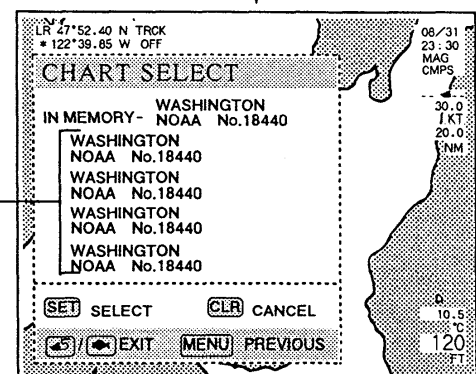 LR 47°52.40 N TRCK
* 122°39.85 W OFF
08/31
23:30
MAG
CMPS
CHART SELECT
30.0
KT
20.0
NM
WASHINGTON
IN MEMORY- NOAA No.18440
WASHINGTON
NOAA No.18440
WASHINGTON
NOAA No.18440
WASHINGTON
NOAA No.18440
WASHINGTON
NOAA No.18440
SET SELECT CLR CANCEL
/ EXIT MENU PREVIOUS
10.5
°C
120
FT